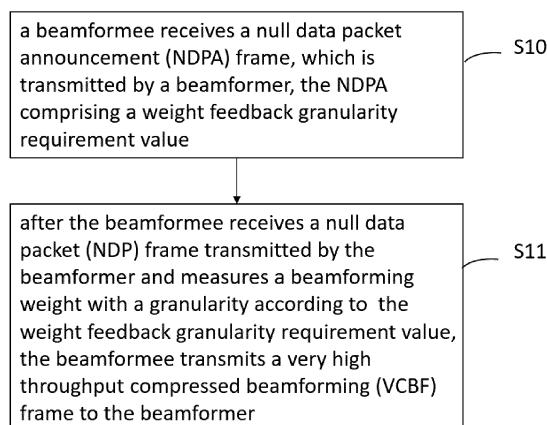 a beamformee receives a null data packet
announcement (NDPA) frame, which is
transmitted by a beamformer, the NDPA
comprising a weight feedback granularity
requirement value
S10
after the beamformee receives a null data
packet (NDP) frame transmitted by the
beamformer and measures a beamforming
weight with a granularity according to the
weight feedback granularity requirement value,
the beamformee transmits a very high
throughput compressed beamforming (VCBF)
frame to the beamformer
S11